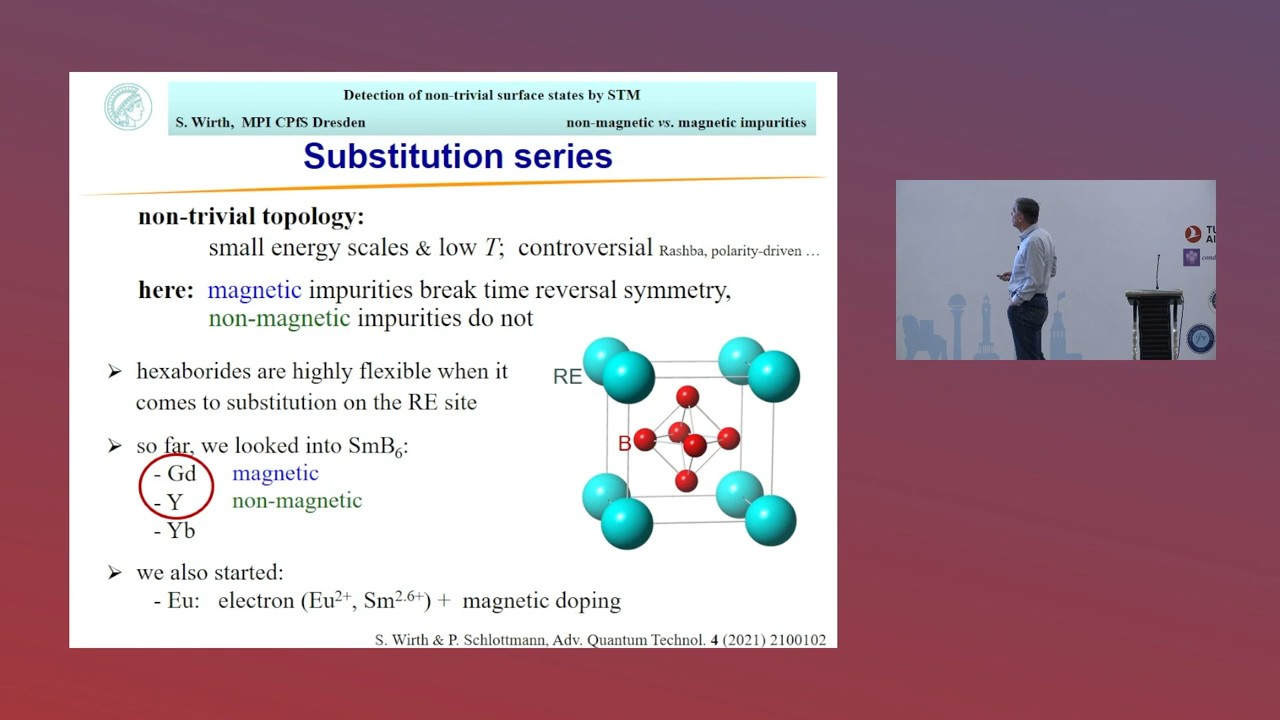 Detection of non-trivial surface states by STM
S. Wirth, MPI CPfS Dresden
non-magnetic vs. magnetic impurities
Substitution series
non-trivial topology:
small energy scales & low T; controversial Rashba, polarity-driven …
here: magnetic impurities break time reversal symmetry,
non-magnetic impurities do not
➢ hexaborides are highly flexible when it
comes to substitution on the RE site
➢ so far, we looked into SmB₆:
- Gd magnetic
- Y non-magnetic
- Yb
➢ we also started:
- Eu: electron (Eu²⁺, Sm²·⁶⁺) + magnetic doping
RE
B
S. Wirth & P. Schlottmann, Adv. Quantum Technol. 4 (2021) 2100102